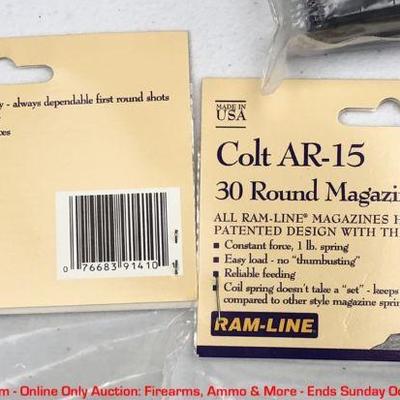 y - always dependable first round shots
0 76683 91410
MADE IN
USA
Colt AR-15
30 Round Magazin
ALL RAM-LINE® MAGAZINES H
PATENTED DESIGN WITH THE
Constant force, 1 lb. spring
Easy load - no "thumbusting"
Reliable feeding
Coil spring doesn't take a "set" - keeps
compared to other style magazine sprin
RAM-LINE®
m - Online Only Auction: Firearms, Ammo & More - Ends Sunday Oc